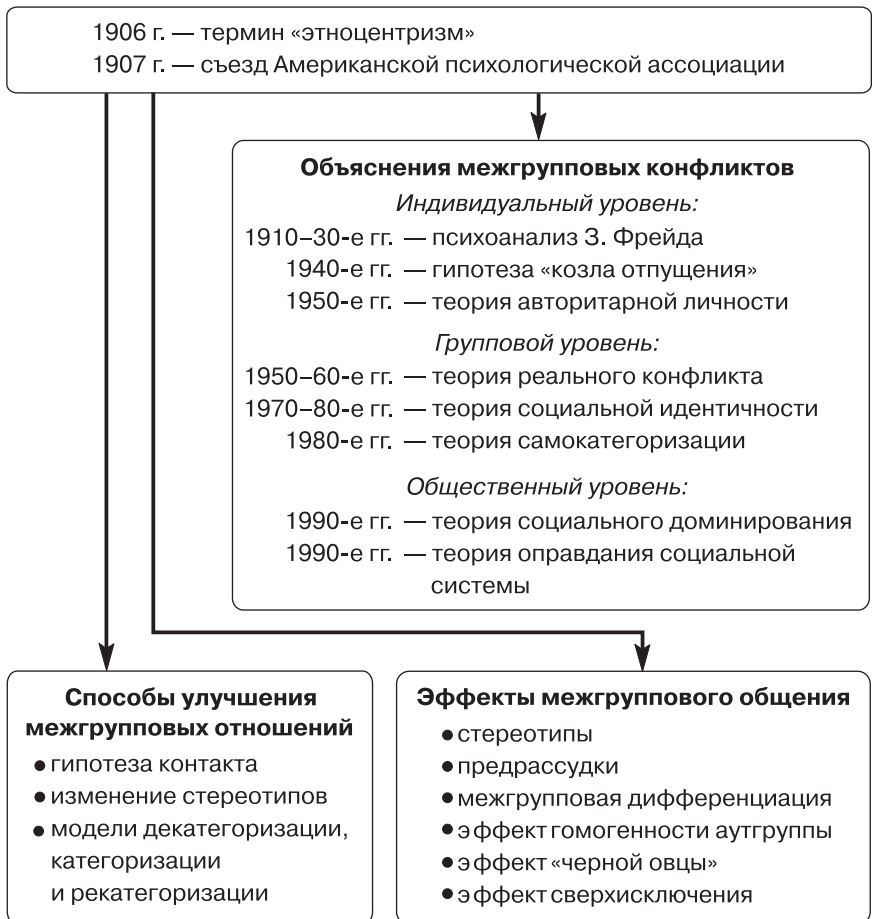 1906 г. — термин «этноцентризм»
1907 г. — съезд Американской психологической ассоциации
Объяснения межгрупповых конфликтов
Индивидуальный уровень:
1910–30-е гг. — психоанализ З. Фрейда
1940-е гг. — гипотеза «козла отпущения»
1950-е гг. — теория авторитарной личности
Групповой уровень:
1950–60-е гг. — теория реального конфликта
1970–80-е гг. — теория социальной идентичности
1980-е гг. — теория самокатегоризации
Общественный уровень:
1990-е гг. — теория социального доминирования
1990-е гг. — теория оправдания социальной
системы
Способы улучшения
межгрупповых отношений
● гипотеза контакта
● изменение стереотипов
● модели декатегоризации,
категоризации
и рекатегоризации
Эффекты межгруппового общения
● стереотипы
● предрассудки
● межгрупповая дифференциация
● эффект гомогенности аутгруппы
● эффект «черной овцы»
● эффект сверхисключения